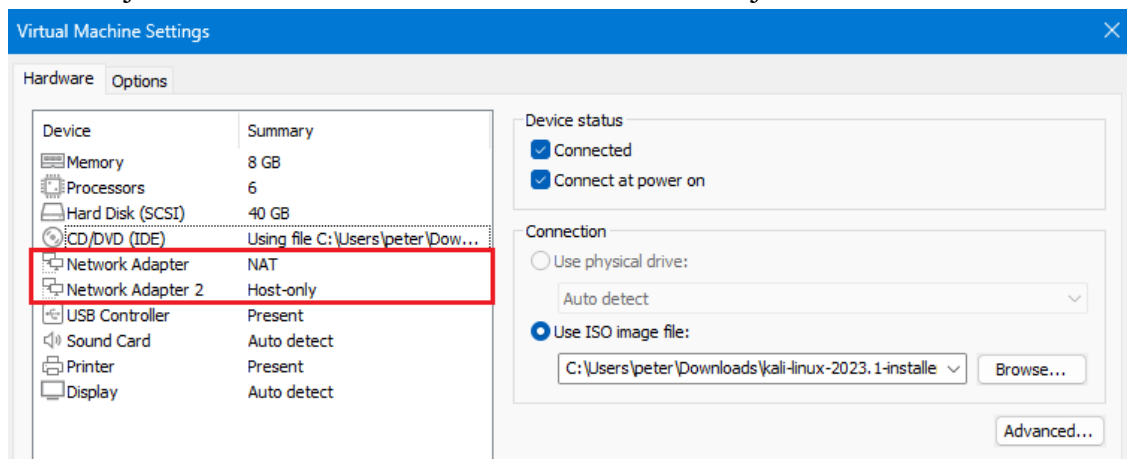 Virtual Machine Settings
Hardware Options
Device Summary
Memory 8 GB
Processors 6
Hard Disk (SCSI) 40 GB
CD/DVD (IDE) Using file C:\Users\peter\Dow...
Network Adapter NAT
Network Adapter 2 Host-only
USB Controller Present
Sound Card Auto detect
Printer Present
Display Auto detect
Device status
Connected
Connect at power on
Connection
Use physical drive:
Auto detect
Use ISO image file:
C:\Users\peter\Downloads\kali-linux-2023.1-installe Browse...
Advanced...